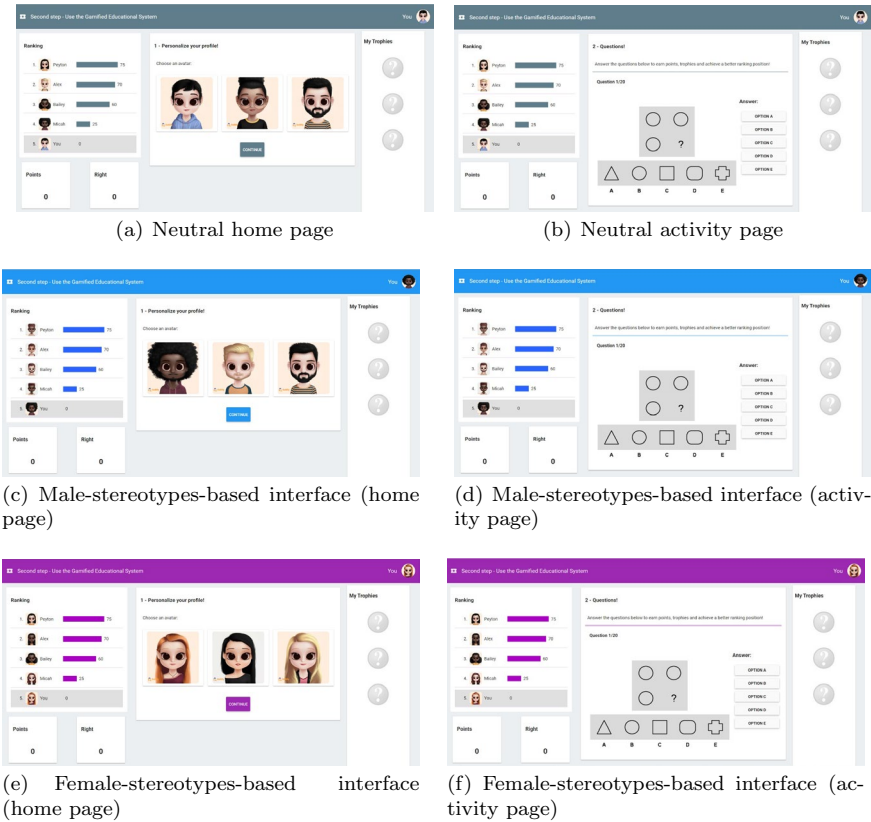 Second step - Use the Gamified Educational System You
Ranking
1. Peyton 75
2. Alex 70
3. Bailey 60
4. Micah 25
5. You 0
Points
0
Right
0
1 - Personalize your profile!
Choose an avatar:
CONTINUE
My Trophies
?
?
?
Second step - Use the Gamified Educational System You
Ranking
1. Peyton 75
2. Alex 70
3. Bailey 60
4. Micah 25
5. You 0
Points
0
Right
0
2 - Questions!
Answer the questions below to earn points, trophies and achieve a better ranking position!
Question 1/20
?
A B C D E
Answer:
OPTION A
OPTION B
OPTION C
OPTION D
OPTION E
My Trophies
?
?
?
(a) Neutral home page
(b) Neutral activity page
Second step - Use the Gamified Educational System You
Ranking
1. Peyton 75
2. Alex 70
3. Bailey 60
4. Micah 25
5. You 0
Points
0
Right
0
1 - Personalize your profile!
Choose an avatar:
CONTINUE
My Trophies
?
?
?
Second step - Use the Gamified Educational System You
Ranking
1. Peyton 75
2. Alex 70
3. Bailey 60
4. Micah 25
5. You 0
Points
0
Right
0
2 - Questions!
Answer the questions below to earn points, trophies and achieve a better ranking position!
Question 1/20
?
A B C D E
Answer:
OPTION A
OPTION B
OPTION C
OPTION D
OPTION E
My Trophies
?
?
?
(c) Male-stereotypes-based interface (home
page)
(d) Male-stereotypes-based interface (activ-
ity page)
Second step - Use the Gamified Educational System You
Ranking
1. Peyton 75
2. Alex 70
3. Bailey 60
4. Micah 25
5. You 0
Points
0
Right
0
1 - Personalize your profile!
Choose an avatar:
CONTINUE
My Trophies
?
?
?
Second step - Use the Gamified Educational System You
Ranking
1. Peyton 75
2. Alex 70
3. Bailey 60
4. Micah 25
5. You 0
Points
0
Right
0
2 - Questions!
Answer the questions below to earn points, trophies and achieve a better ranking position!
Question 1/20
?
A B C D E
Answer:
OPTION A
OPTION B
OPTION C
OPTION D
OPTION E
My Trophies
?
?
?
(e) Female-stereotypes-based interface
(home page)
(f) Female-stereotypes-based interface (ac-
tivity page)